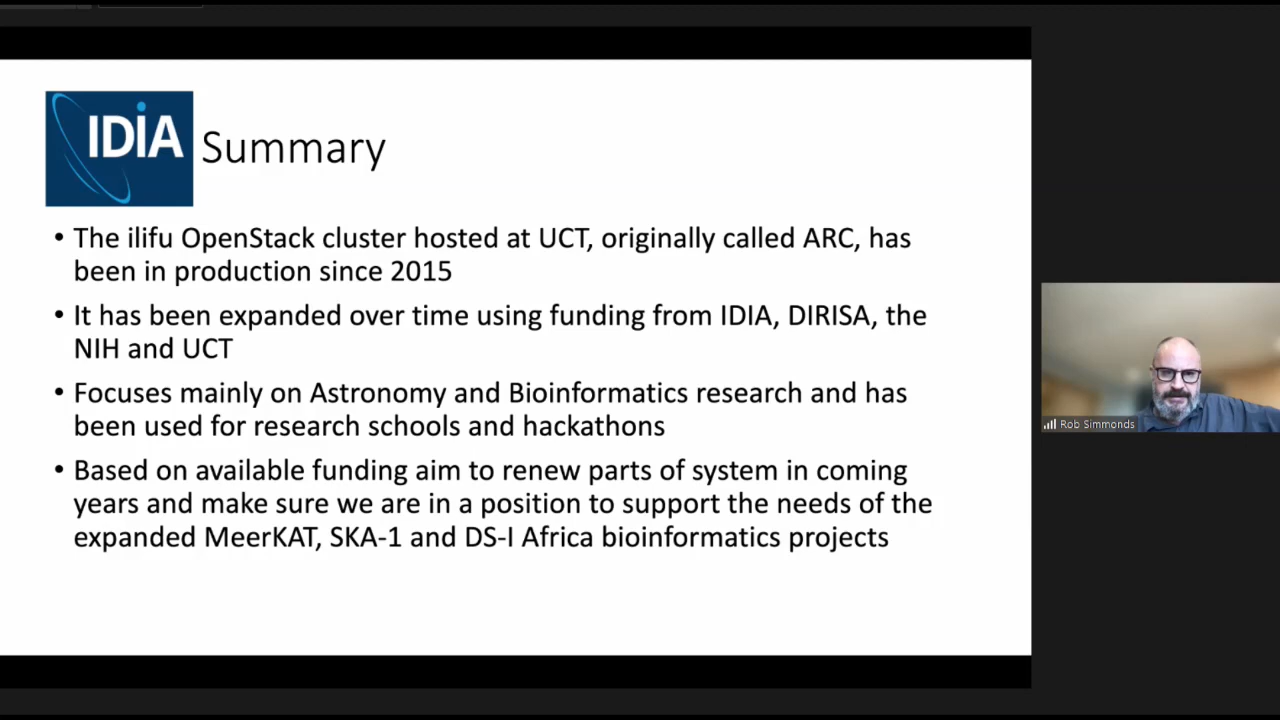 IDIA
Summary
• The ilifu OpenStack cluster hosted at UCT, originally called ARC, has
been in production since 2015
• It has been expanded over time using funding from IDIA, DIRISA, the
NIH and UCT
• Focuses mainly on Astronomy and Bioinformatics research and has
been used for research schools and hackathons
• Based on available funding aim to renew parts of system in coming
years and make sure we are in a position to support the needs of the
expanded MeerKAT, SKA-1 and DS-I Africa bioinformatics projects
Rob Simmonds